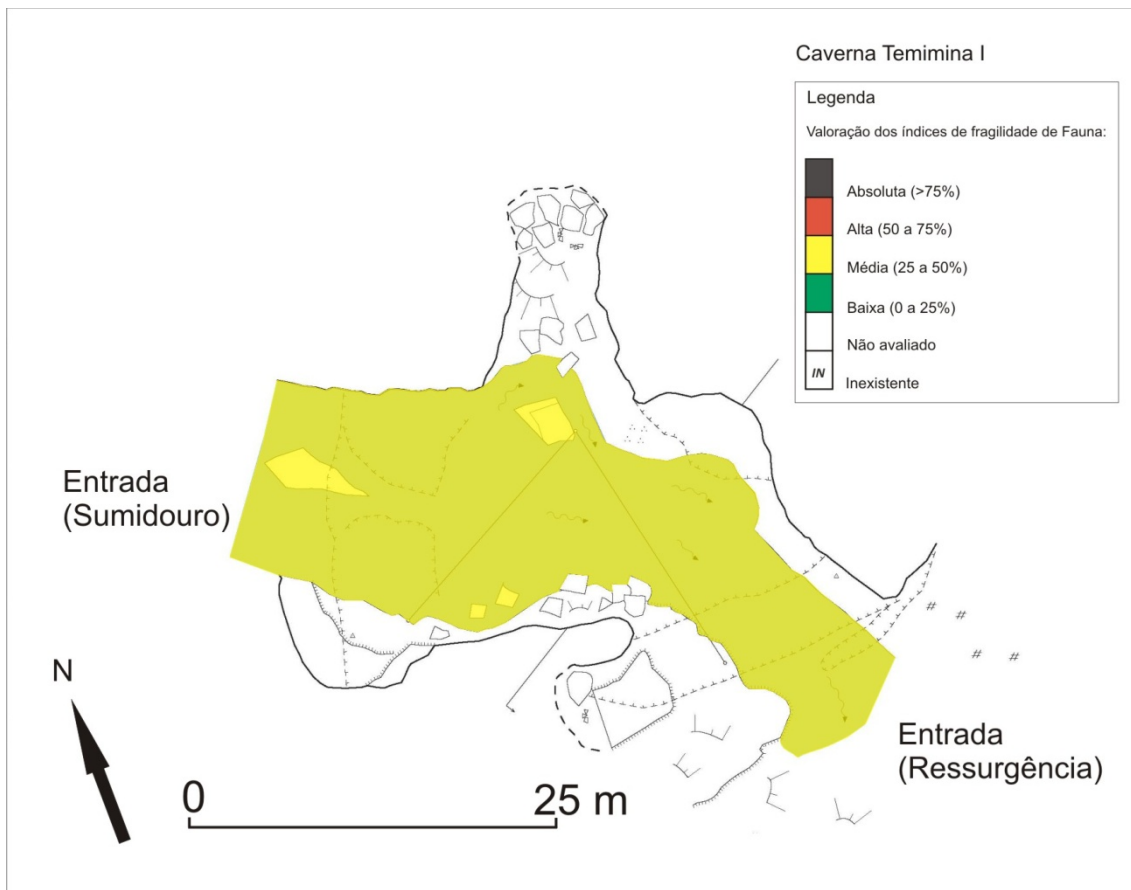 Caverna Temimina I
Legenda
Valoração dos índices de fragilidade de Fauna:
Absoluta (>75%)
Alta (50 a 75%)
Média (25 a 50%)
Baixa (0 a 25%)
Não avaliado
IN Inexistente
Entrada
(Sumidouro)
N
0 25 m
Entrada
(Ressurgência)